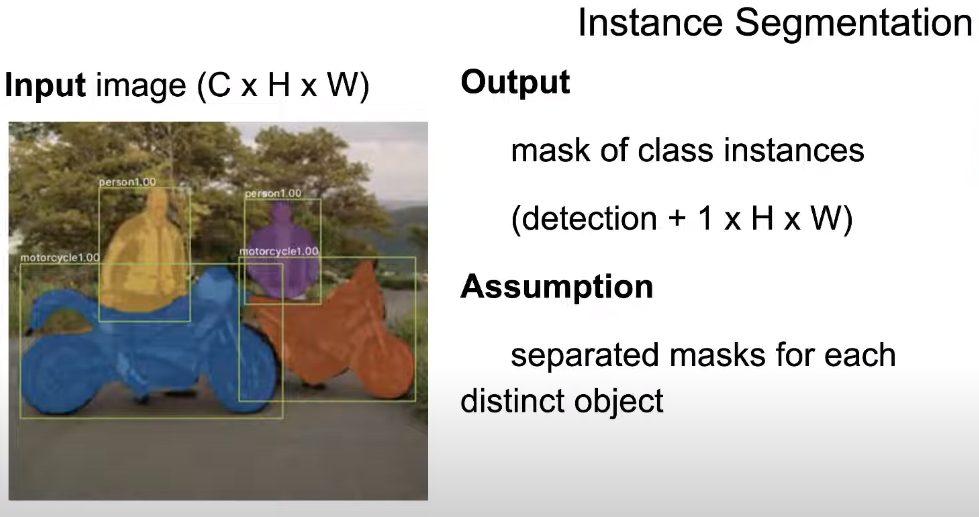 Instance Segmentation
Input image (C x H x W)
person1.00
person1.00
motorcycle1.00
motorcycle1.00
Output
mask of class instances
(detection + 1 x H x W)
Assumption
separated masks for each
distinct object